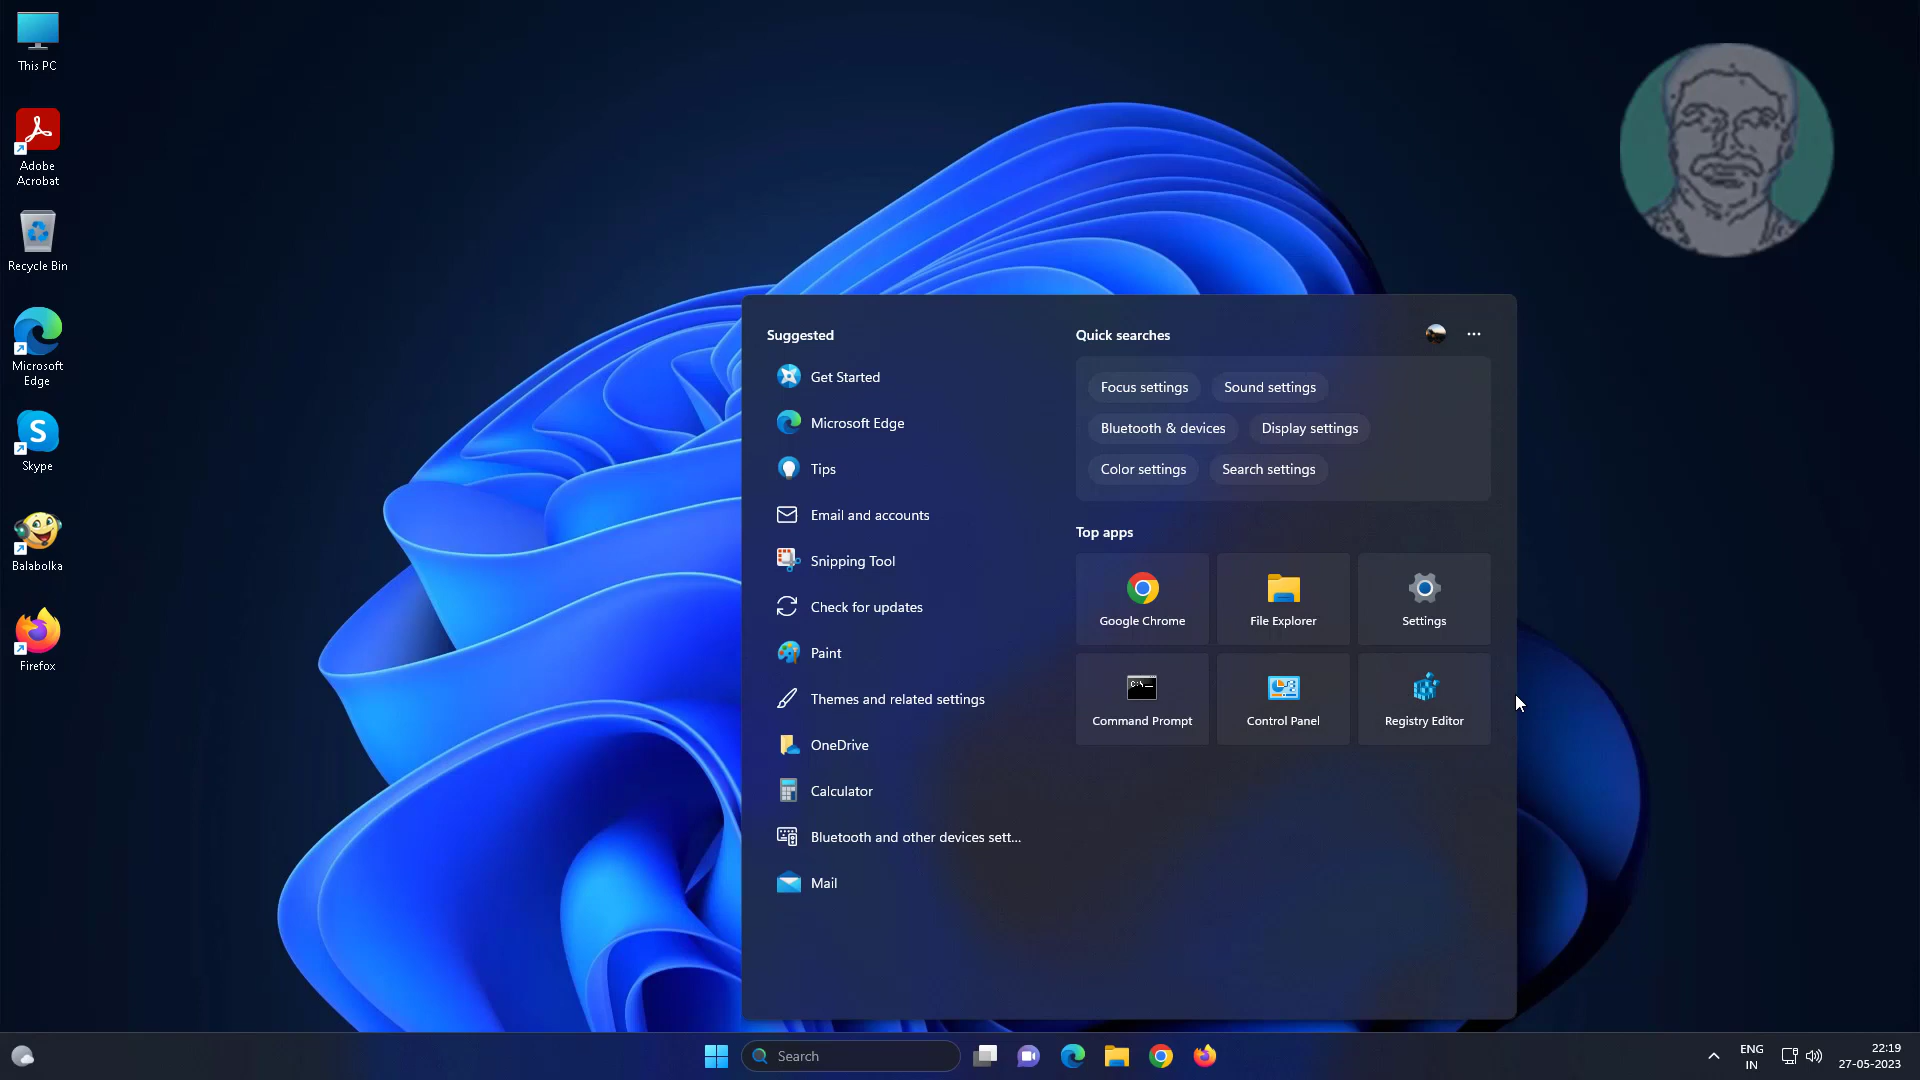 This PC
Adobe
Acrobat
Recycle Bin
Microsoft
Edge
S
Skype
Balabolka
Firefox
Suggested
Get Started
Microsoft Edge
Tips
Email and accounts
Snipping Tool
Check for updates
Paint
Themes and related settings
OneDrive
Calculator
Bluetooth and other devices sett...
Mail
Quick searches
Focus settings
Sound settings
Bluetooth & devices
Display settings
Color settings
Search settings
Top apps
Google Chrome
File Explorer
Settings
C:\_
Command Prompt
Control Panel
Registry Editor
Search
ENG
IN
22:19
27-05-2023